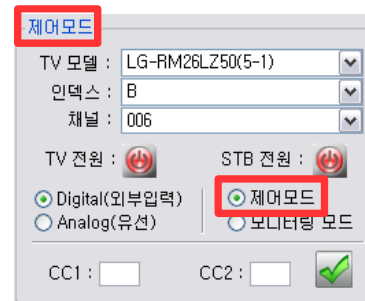 제어모드
TV 모델 : LG-RM26LZ50(5-1)
인덱스 : B
채널 : 006
TV 전원 : STB 전원 :
Digital(외부입력) 제어모드
Analog(유선) 모니터링 모드
CC1 : CC2 :